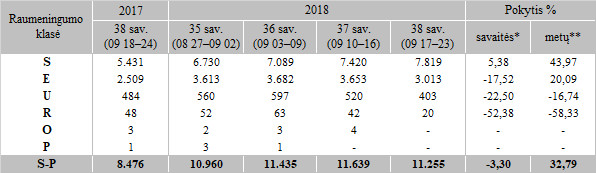 Raumeningumo klasė 2017 2018 Pokytis %
38 sav. (09 18–24) 35 sav. (08 27–09 02) 36 sav. (09 03–09) 37 sav. (09 10–16) 38 sav. (09 17–23) savaitės* metų**
S 5.431 6.730 7.089 7.420 7.819 5,38 43,97
E 2.509 3.613 3.682 3.653 3.013 -17,52 20,09
U 484 560 597 520 403 -22,50 -16,74
R 48 52 63 42 20 -52,38 -58,33
O 3 2 3 4 - - -
P 1 3 1 - - - -
S-P 8.476 10.960 11.435 11.639 11.255 -3,30 32,79